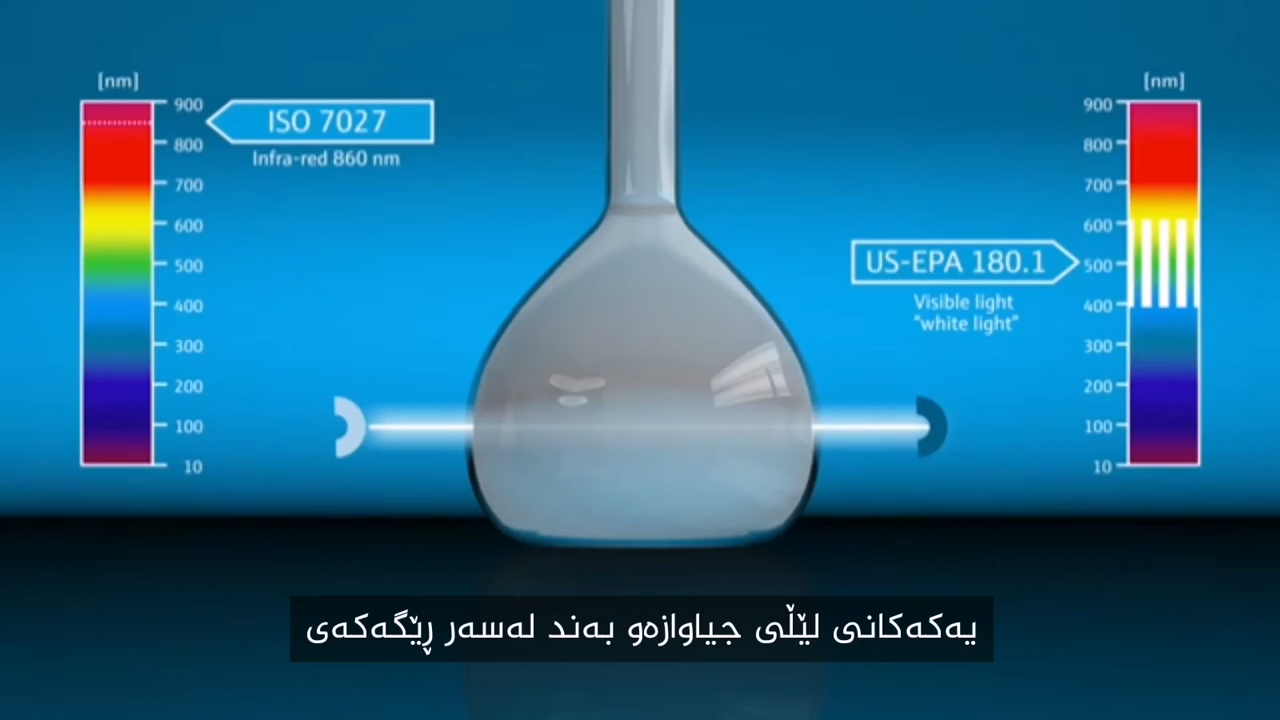 [nm]
900
800
700
600
500
400
300
200
100
10
ISO 7027
Infra-red 860 nm
US-EPA 180.1
Visible light
"white light"
[nm]
900
800
700
600
500
400
300
200
100
10
یەکەکانی لێڵی جیاوازەو بەند لەسەر ڕێگەکەی